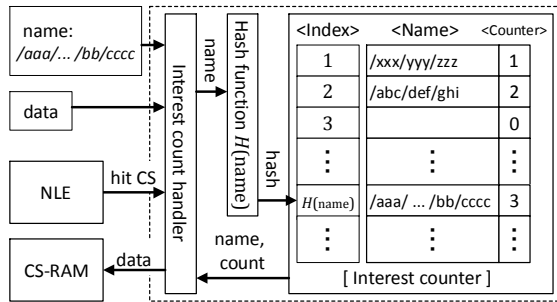 name:
/aaa/... /bb/cccc
data
NLE
hit CS
CS-RAM
data
Interest count handler
name
Hash function H(name)
hash
name,
count
<Index> <Name> <Counter>
1 /xxx/yyy/zzz 1
2 /abc/def/ghi 2
3 0
⋮ ⋮ ⋮
H(name) /aaa/ ... /bb/cccc 3
⋮ ⋮ ⋮
[ Interest counter ]